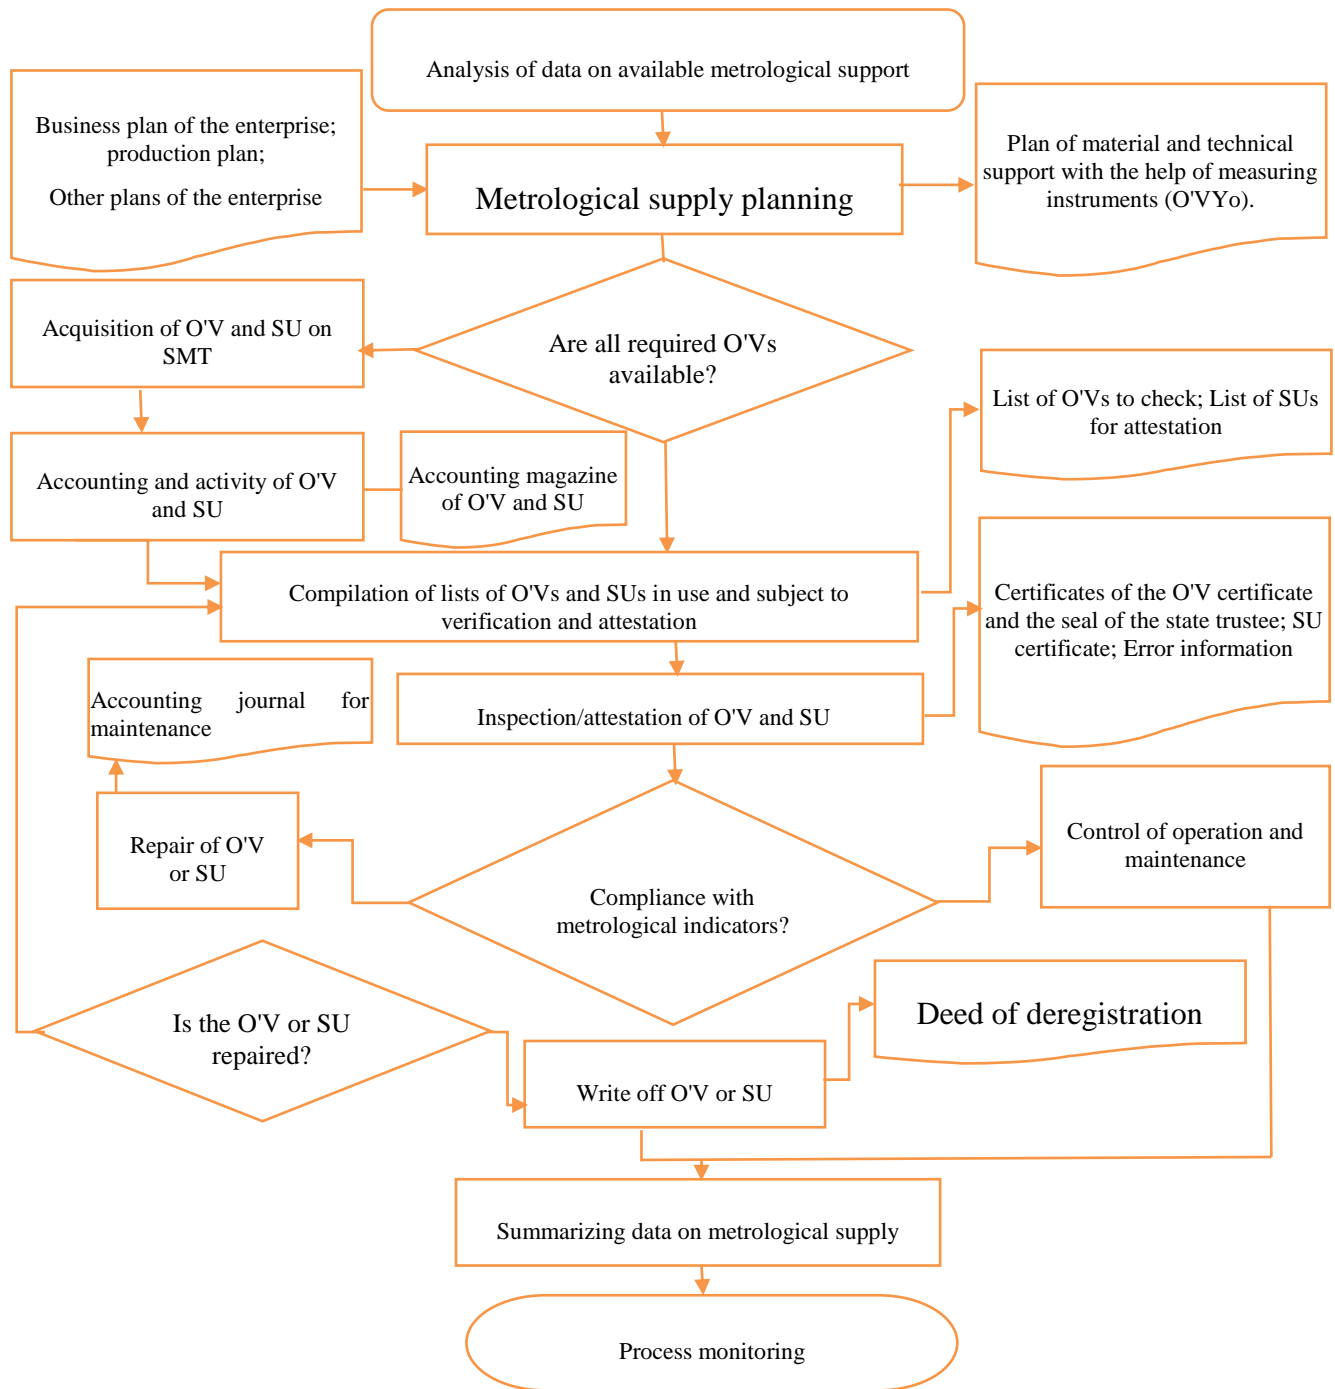 Analysis of data on available metrological support
Business plan of the enterprise;
production plan;
Other plans of the enterprise
Metrological supply planning
Plan of material and technical
support with the help of measuring
instruments (O'VYo).
Acquisition of O'V and SU on
SMT
Are all required O'Vs
available?
List of O'Vs to check; List of SUs
for attestation
Accounting and activity of O'V
and SU
Accounting magazine
of O'V and SU
Compilation of lists of O'Vs and SUs in use and subject to
verification and attestation
Certificates of the O'V certificate
and the seal of the state trustee; SU
certificate; Error information
Accounting journal for
maintenance
Inspection/attestation of O'V and SU
Repair of O'V
or SU
Compliance with
metrological indicators?
Control of operation and
maintenance
Is the O'V or SU
repaired?
Deed of deregistration
Write off O'V or SU
Summarizing data on metrological supply
Process monitoring